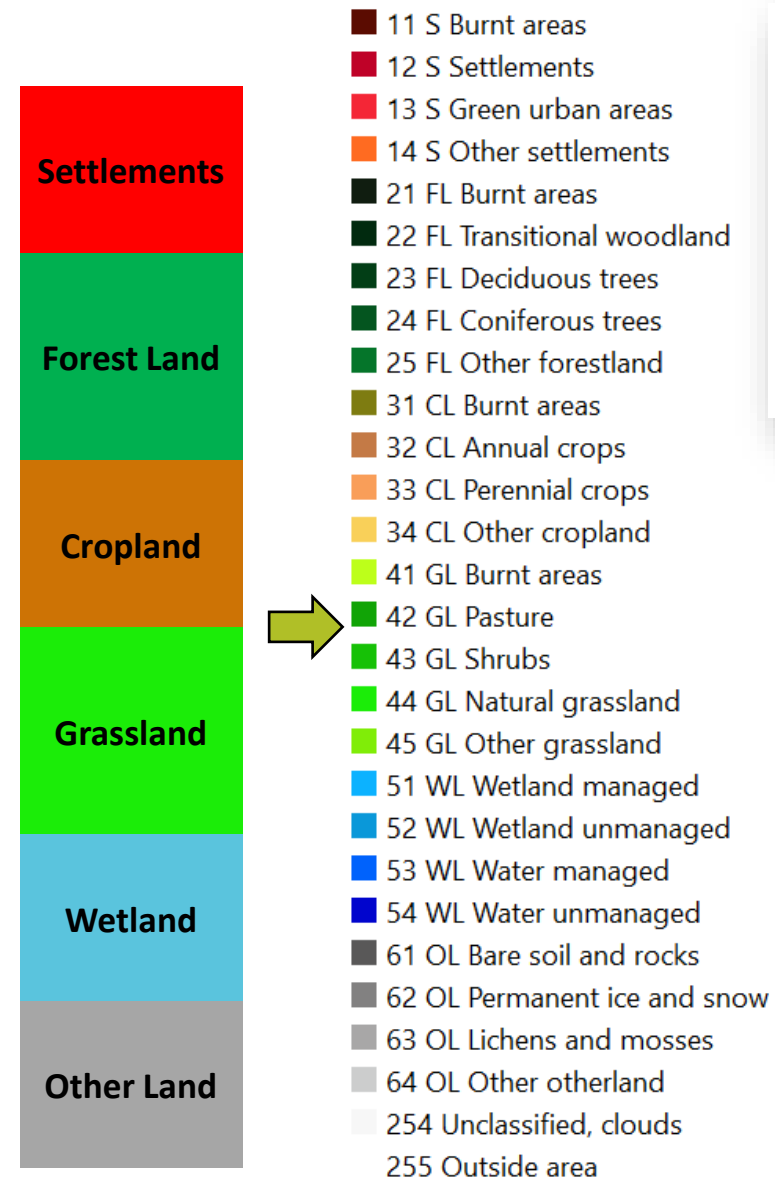 Settlements
Forest Land
Cropland
Grassland
Wetland
Other Land
11 S Burnt areas
12 S Settlements
13 S Green urban areas
14 S Other settlements
21 FL Burnt areas
22 FL Transitional woodland
23 FL Deciduous trees
24 FL Coniferous trees
25 FL Other forestland
31 CL Burnt areas
32 CL Annual crops
33 CL Perennial crops
34 CL Other cropland
41 GL Burnt areas
42 GL Pasture
43 GL Shrubs
44 GL Natural grassland
45 GL Other grassland
51 WL Wetland managed
52 WL Wetland unmanaged
53 WL Water managed
54 WL Water unmanaged
61 OL Bare soil and rocks
62 OL Permanent ice and snow
63 OL Lichens and mosses
64 OL Other otherland
254 Unclassified, clouds
255 Outside area